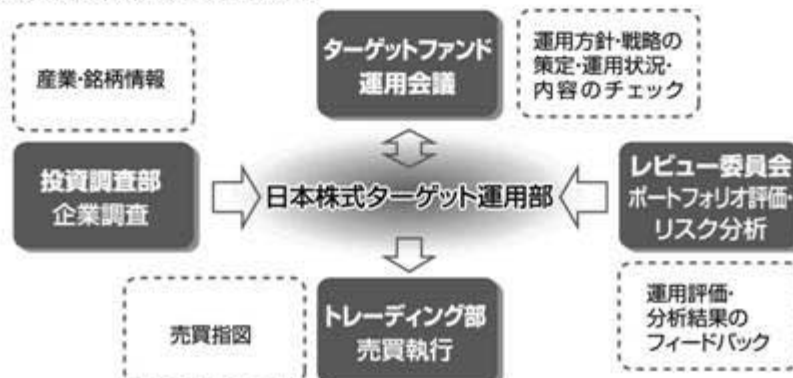 ターゲットファンド
運用会議
運用方針・戦略の
策定・運用状況・
内容のチェック
産業・銘柄情報
投資調査部
企業調査
日本株式ターゲット運用部
レビュー委員会
ポートフォリオ評価・
リスク分析
売買指図
トレーディング部
売買執行
運用評価・
分析結果の
フィードバック